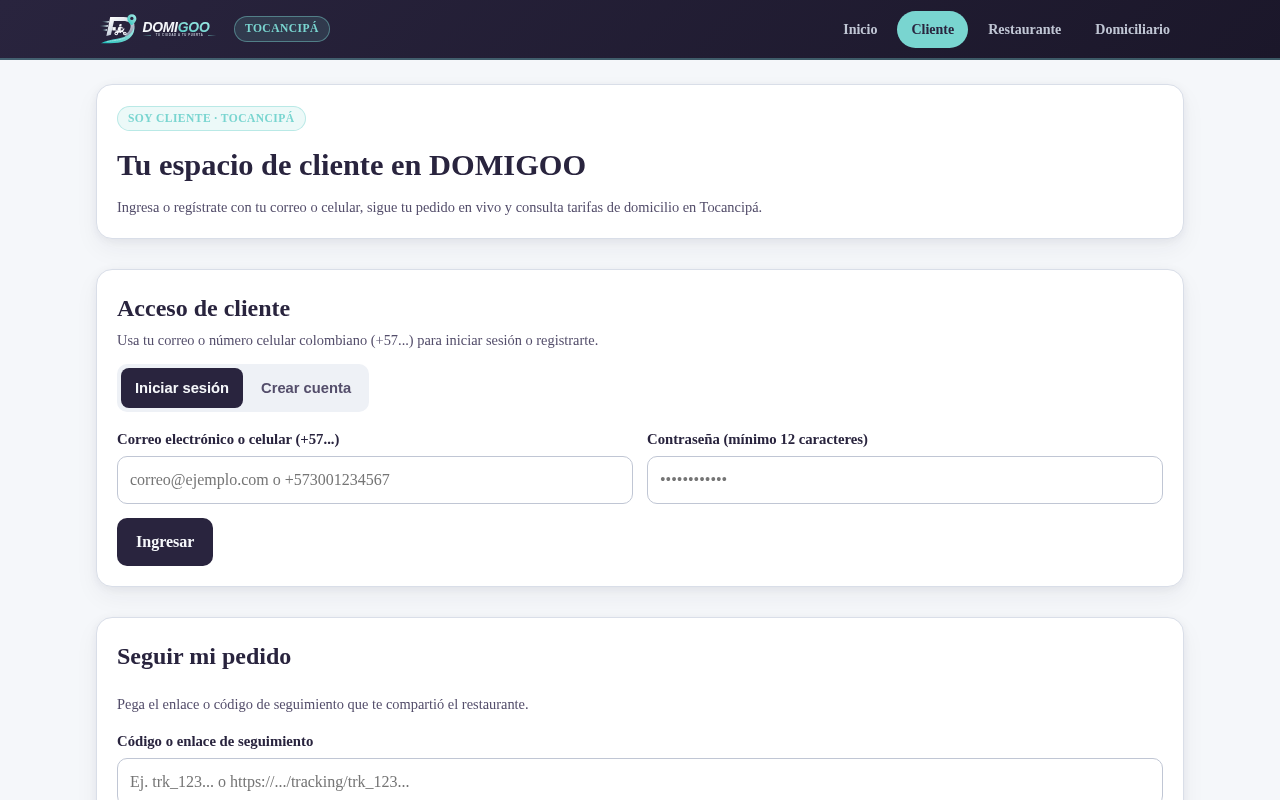 DOMIGOO
TU CIUDAD A TU PUERTA
TOCANCIPÁ
Inicio
Cliente
Restaurante
Domiciliario
SOY CLIENTE · TOCANCIPÁ
Tu espacio de cliente en DOMIGOO
Ingresa o regístrate con tu correo o celular, sigue tu pedido en vivo y consulta tarifas de domicilio en Tocancipá.
Acceso de cliente
Usa tu correo o número celular colombiano (+57...) para iniciar sesión o registrarte.
Iniciar sesión
Crear cuenta
Correo electrónico o celular (+57...)
Contraseña (mínimo 12 caracteres)
correo@ejemplo.com o +573001234567
••••••••••••
Ingresar
Seguir mi pedido
Pega el enlace o código de seguimiento que te compartió el restaurante.
Código o enlace de seguimiento
Ej. trk_123... o https://.../tracking/trk_123...